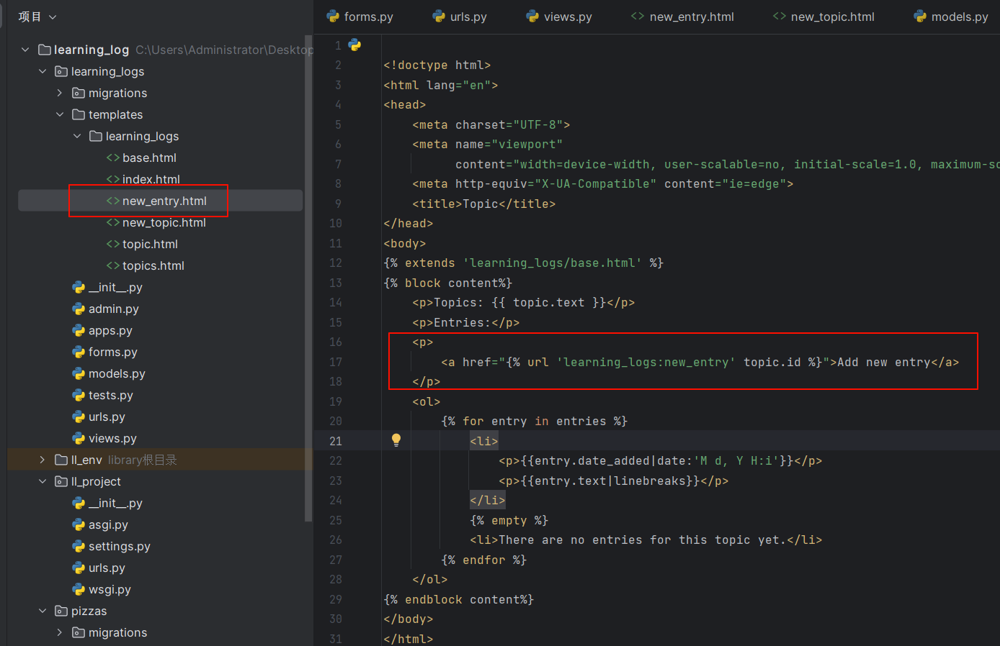 项目
learning_log C:\Users\Administrator\Desktop
learning_logs
migrations
templates
learning_logs
base.html
index.html
new_entry.html
new_topic.html
topic.html
topics.html
__init__.py
admin.py
apps.py
forms.py
models.py
tests.py
urls.py
views.py
ll_env library根目录
ll_project
__init__.py
asgi.py
settings.py
urls.py
wsgi.py
pizzas
migrations
forms.py urls.py views.py new_entry.html new_topic.html models.py
1
2 <!doctype html>
3 <html lang="en">
4 <head>
5 <meta charset="UTF-8">
6 <meta name="viewport"
7 content="width=device-width, user-scalable=no, initial-scale=1.0, maximum-sc
8 <meta http-equiv="X-UA-Compatible" content="ie=edge">
9 <title>Topic</title>
10 </head>
11 <body>
12 {% extends 'learning_logs/base.html' %}
13 {% block content%}
14 <p>Topics: {{ topic.text }}</p>
15 <p>Entries:</p>
16 <p>
17 <a href="{% url 'learning_logs:new_entry' topic.id %}">Add new entry</a>
18 </p>
19 <ol>
20 {% for entry in entries %}
21 <li>
22 <p>{{entry.date_added|date:'M d, Y H:i'}}</p>
23 <p>{{entry.text|linebreaks}}</p>
24 </li>
25 {% empty %}
26 <li>There are no entries for this topic yet.</li>
27 {% endfor %}
28 </ol>
29 {% endblock content%}
30 </body>
31 </html>